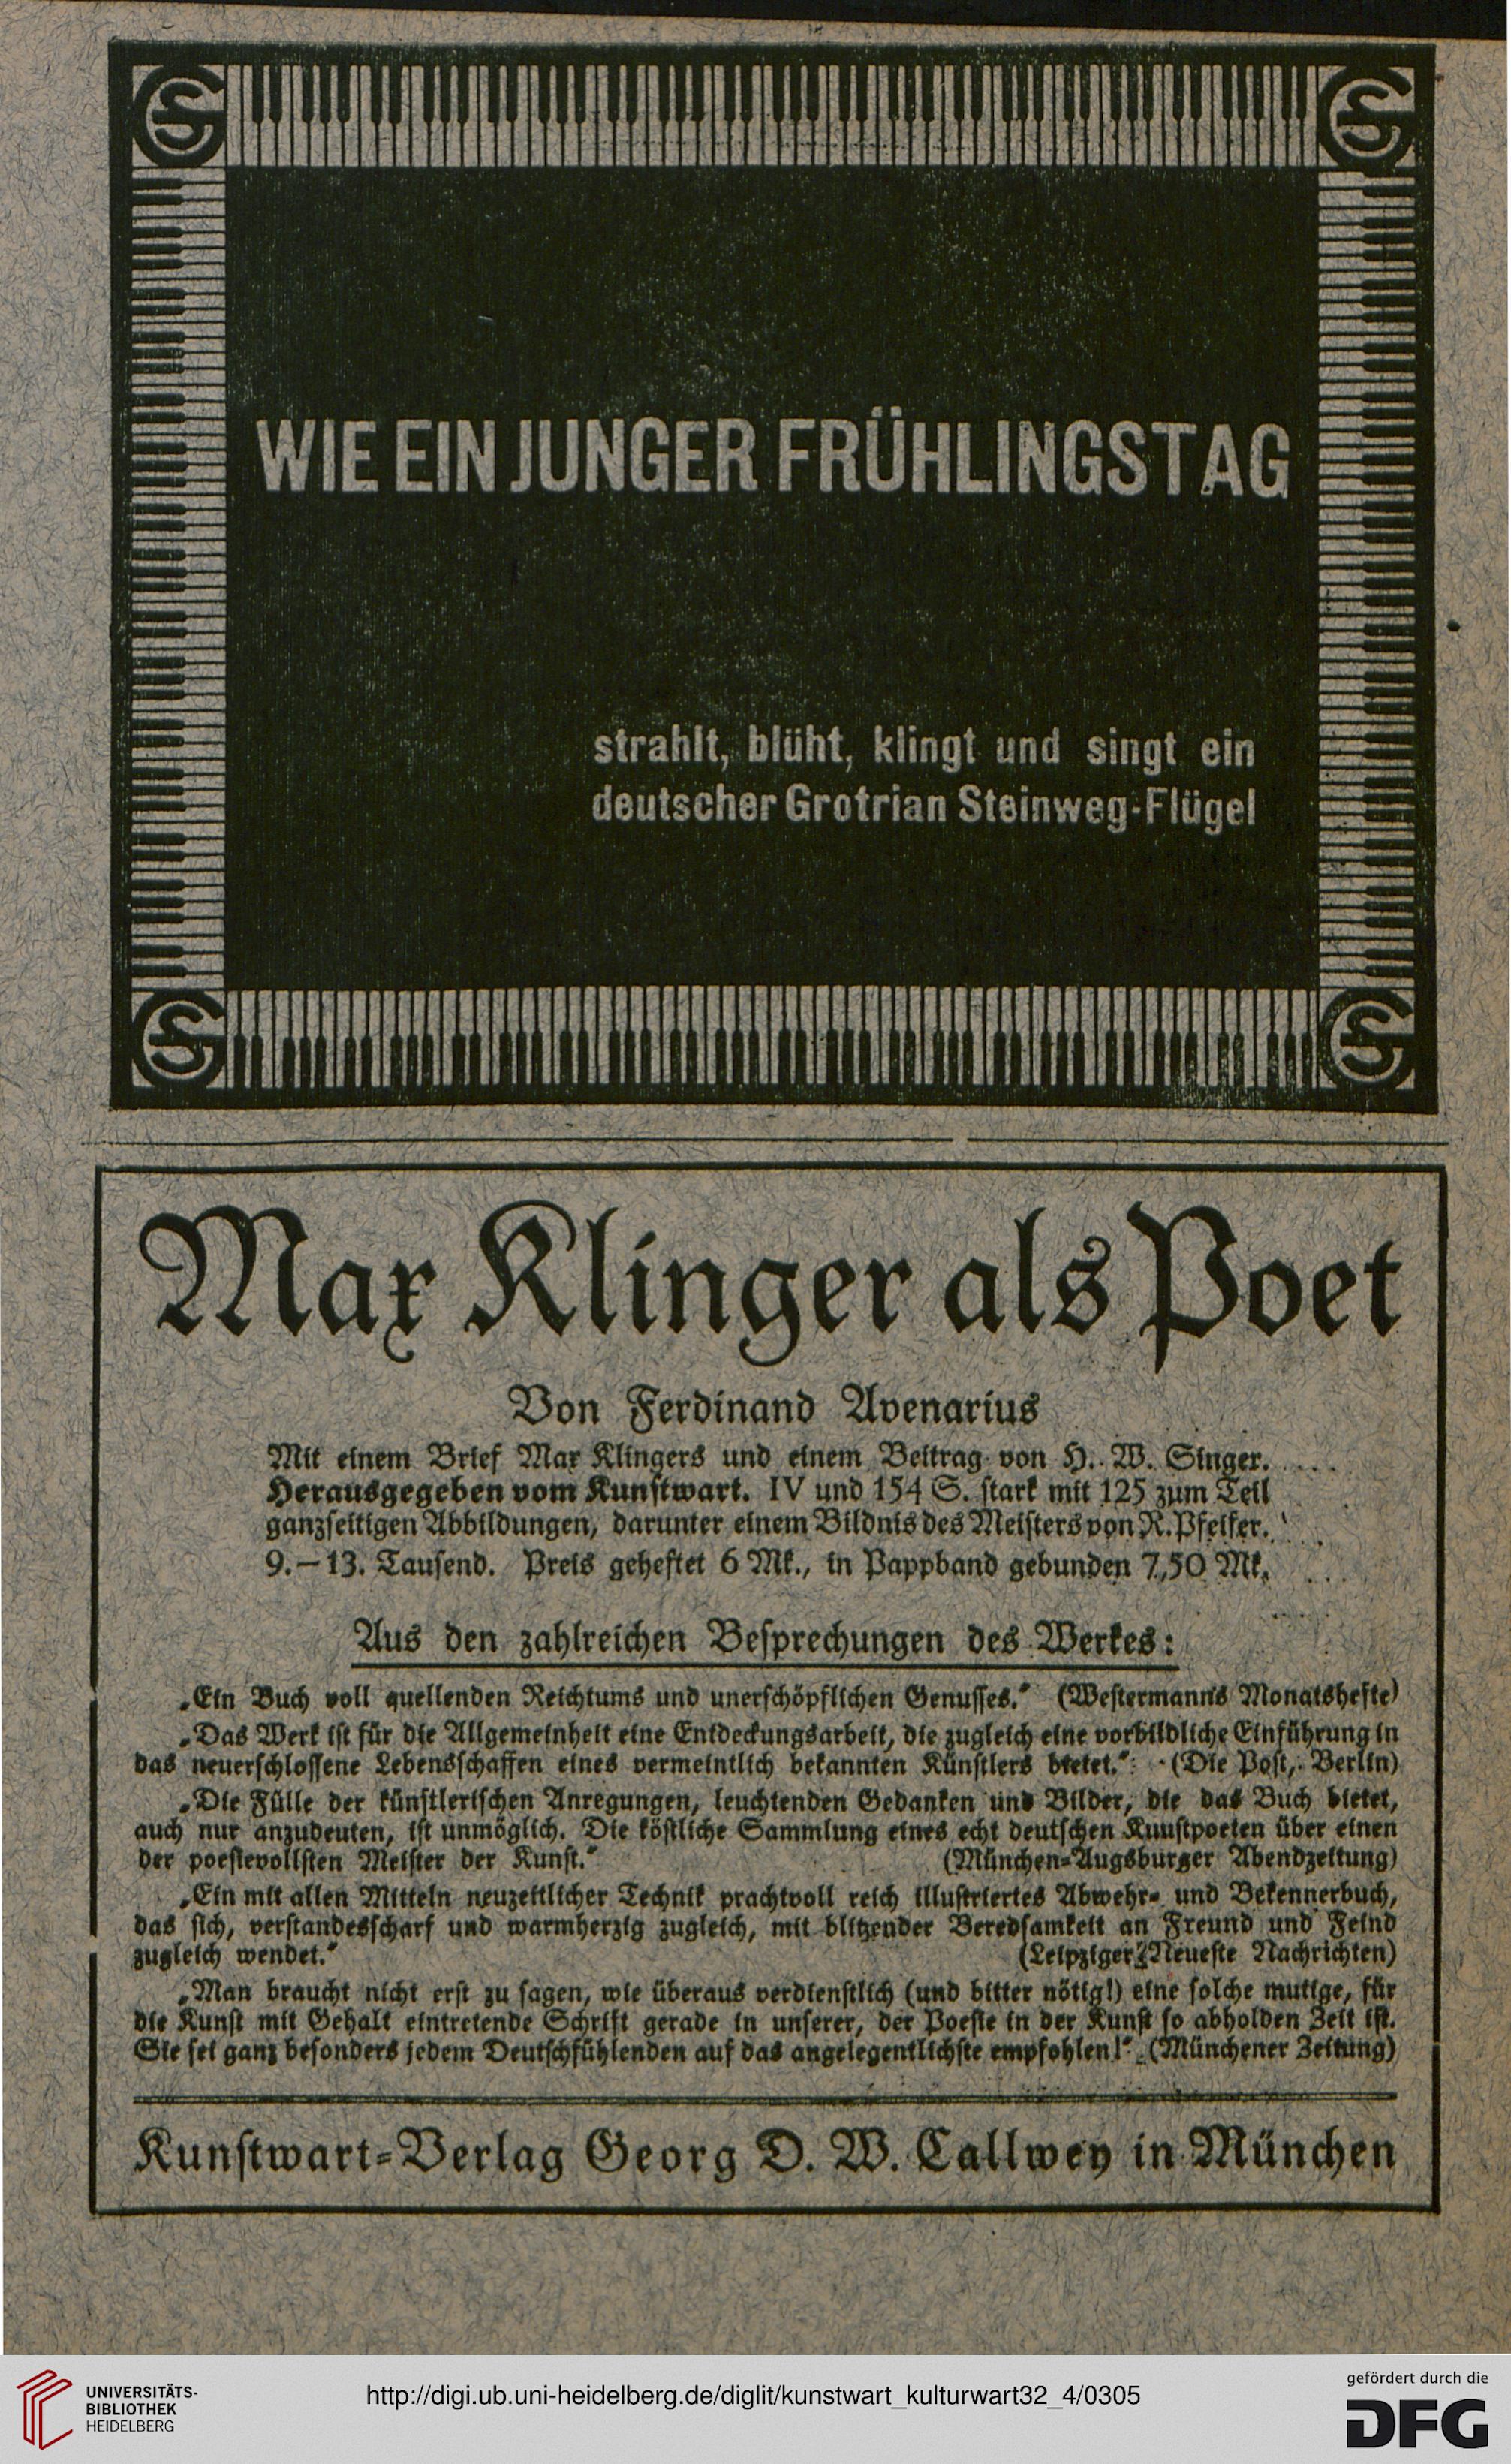 WIE EIN JUNGER FRÜHLINGSTAG
strahlt, blüht, klingt und singt ein
deutscher Grotrian Steinweg-Flügel
Max Klinger als Poet
Von Ferdinand Avenarius
Mit einem Brief Max Klingers und einem Beitrag von H. W. Singer.
Herausgegeben vom Kunstwart. IV und 154 S. stark mit 125 zum Teil
ganzseitigen Abbildungen, darunter einem Bildnis des Meisters von R. Pfeifer.
9.–13. Tausend. Preis geheftet 6 Mk., in Pappband gebunden 7,50 Mk.
Aus den zahlreichen Besprechungen des Werkes:
„Ein Buch voll quellenden Reichtums und unerschöpflichen Genusses.“ (Westermanns Monatshefte)
„Das Werk ist für die Allgemeinheit eine Entdeckungsarbeit, die zugleich eine vorbildliche Einführung in
das neuerschlossene Lebensschaffen eines vermeintlich bekannten Künstlers bietet.“ (Die Post, Berlin)
„Die Fülle der künstlerischen Anregungen, leuchtenden Gedanken und Bilder, die das Buch bietet,
auch nur anzudeuten, ist unmöglich. Die köstliche Sammlung eines echt deutschen Kuustpoeten über einen
der poesievollsten Meister der Kunst.“ (München-Augsburger Abendzeitung)
„Ein mit allen Mitteln neuzeitlicher Technik prachtvoll reich illustriertes Abwehr- und Bekennerbuch,
das sich, verstandesscharf und warmherzig zugleich, mit blitzender Beredsamkeit an Freund und Feind
zugleich wendet.“ (Leipziger Neueste Nachrichten)
„Man braucht nicht erst zu sagen, wie überaus verdienstlich (und bitter nötig!) eine solche mutige, für
die Kunst mit Gehalt eintretende Schrift gerade in unserer, der Poesie in der Kunst so abholden Zeit ist.
Sie sei ganz besonders jedem Deutschfühlenden auf das angelegentlichste empfohlen!“ (Münchener Zeitung)
Kunstwart-Verlag Georg D. W. Callwey in München
UNIVERSITÄTS-
BIBLIOTHEK
HEIDELBERG
http://digi.ub.uni-heidelberg.de/diglit/kunstwart_kulturwart32_4/0305
gefördert durch die
DFG